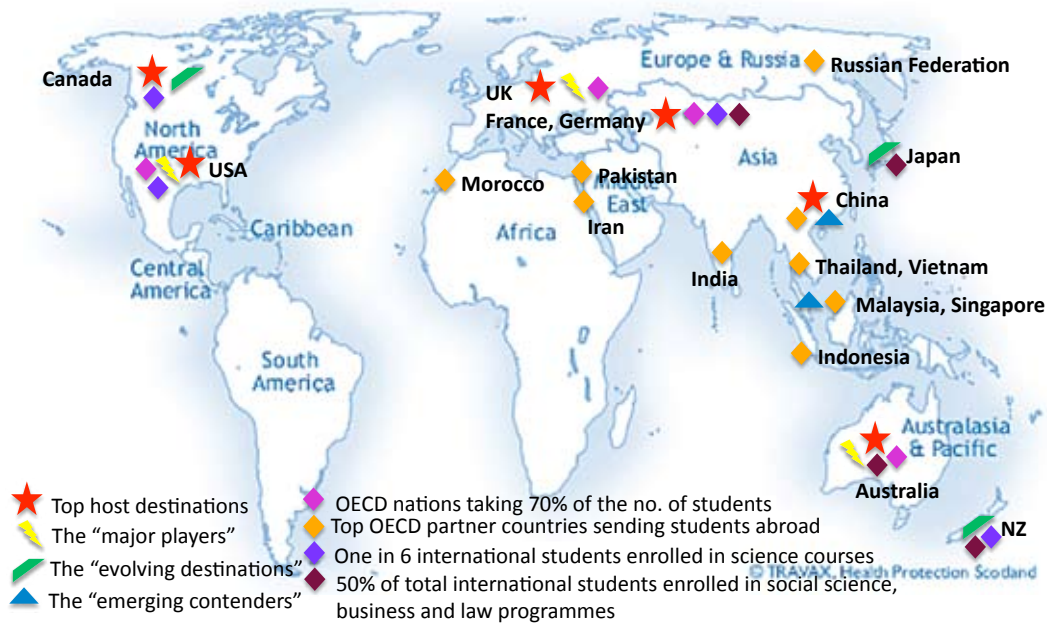 Europe & Russia
Russian Federation
Canada
UK
France, Germany
North
America
USA
Asia
Japan
Morocco
Pakistan
Middle
East
Iran
China
Caribbean
Africa
Central
America
India
Thailand, Vietnam
Malaysia, Singapore
Indonesia
South
America
Australasia
& Pacific
Australia
NZ
Top host destinations
The “major players”
The “evolving destinations”
The “emerging contenders”
OECD nations taking 70% of the no. of students
Top OECD partner countries sending students abroad
One in 6 international students enrolled in science courses
50% of total international students enrolled in social science,
business and law programmes
© TRAVAX, Health Protection Scotland